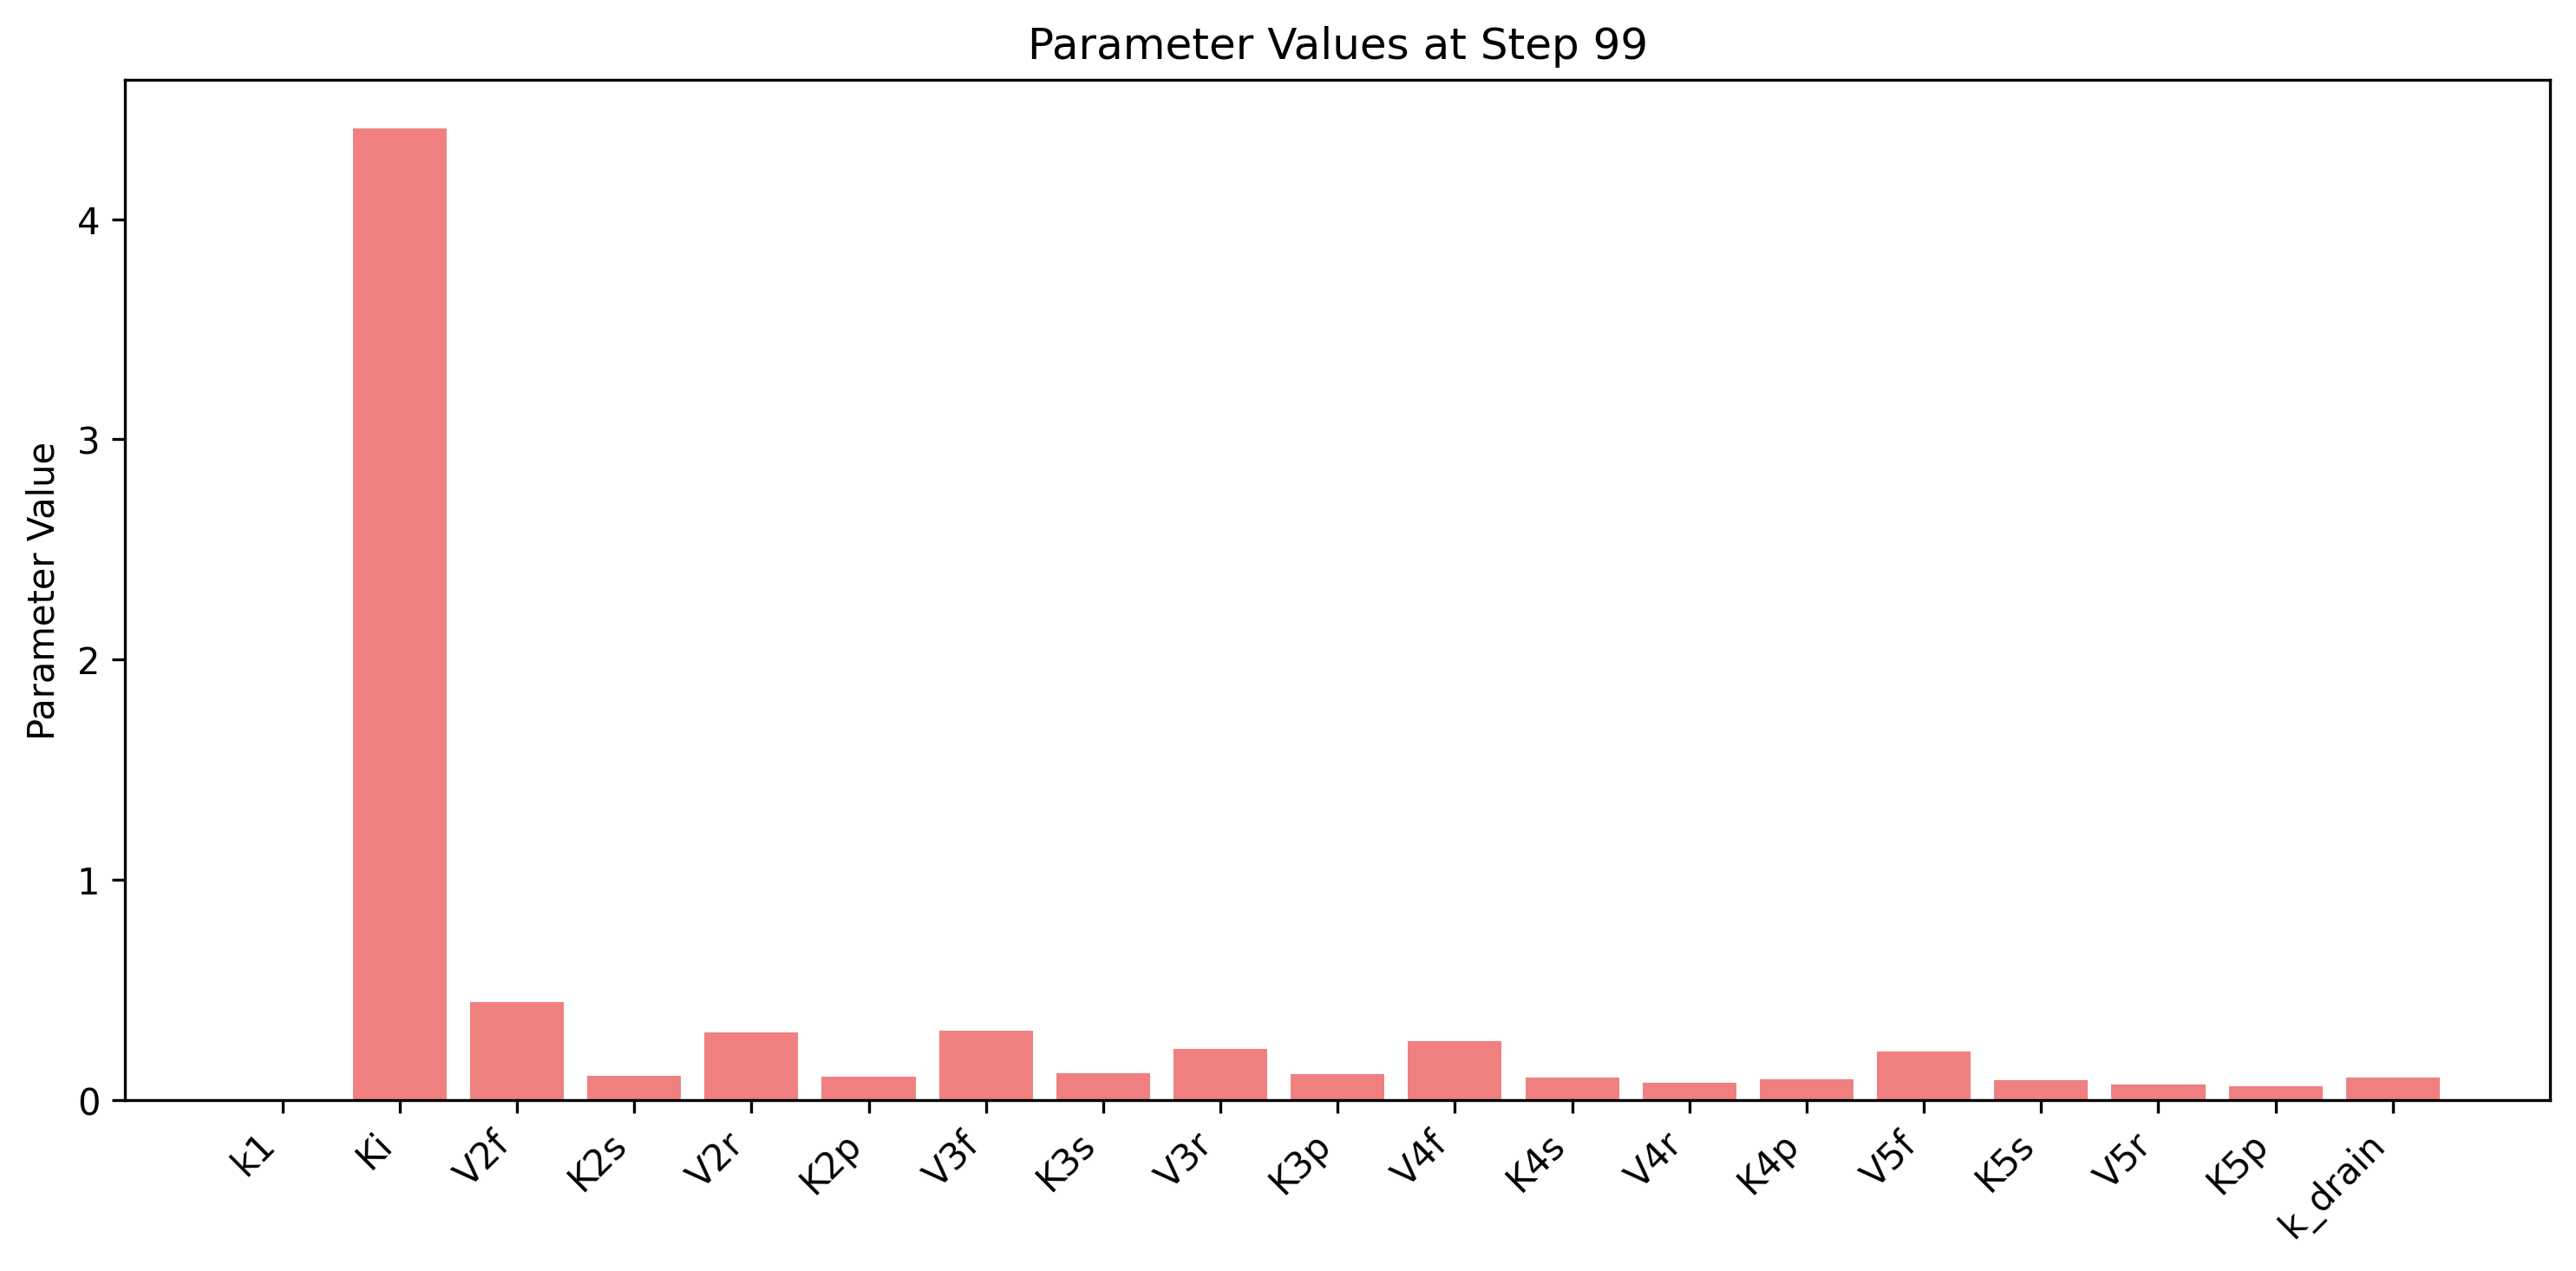 Parameter Values at Step 99
Parameter Value
4
3
2
1
0
k1
Ki
V2f
K2s
V2r
K2p
V3f
K3s
V3r
K3p
V4f
K4s
V4r
K4p
V5f
K5s
V5r
K5p
k_drain